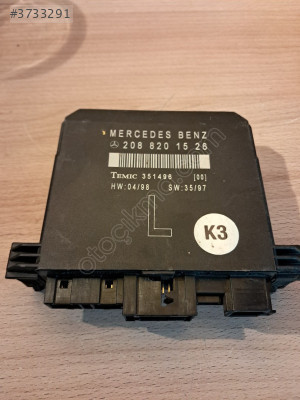 #3733291
MERCEDES BENZ
208 820 15 26
TEMIC 351496 [00]
HW:04/98 SW:35/97
L
K3
otoçıkma.com